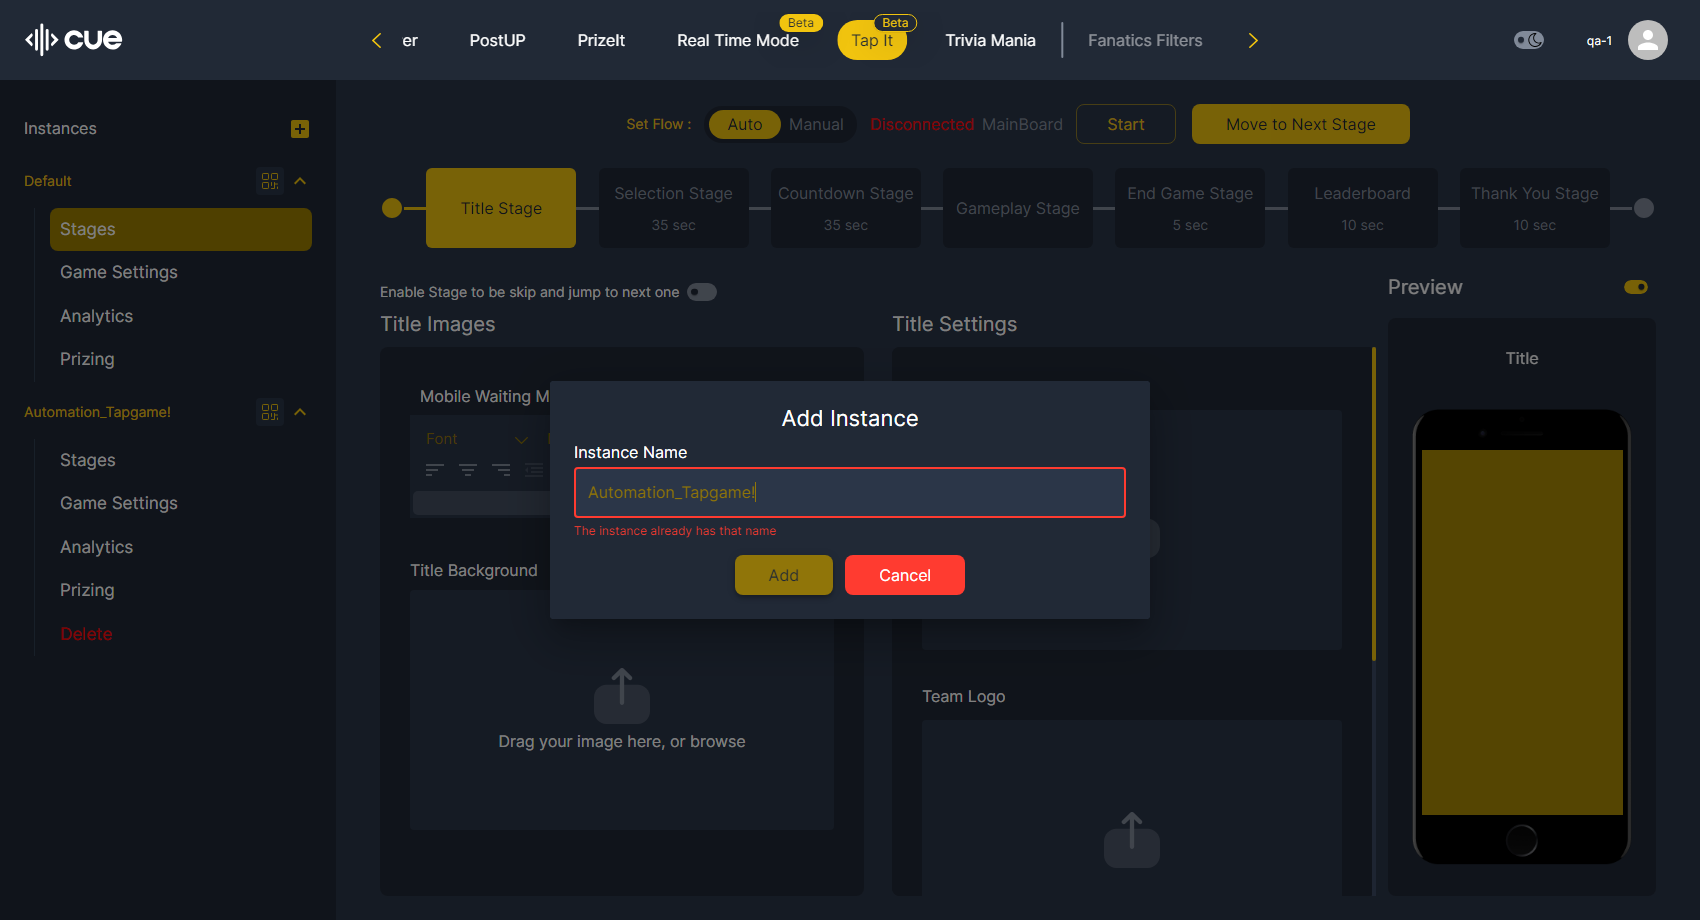 cue
er
PostUP
PrizeIt
Real Time Mode
Beta
Tap It
Beta
Trivia Mania
Fanatics Filters
qa-1
Instances
Default
Stages
Game Settings
Analytics
Prizing
Automation_Tapgame!
Stages
Game Settings
Analytics
Prizing
Delete
Set Flow :
Auto
Manual
Disconnected MainBoard
Start
Move to Next Stage
Title Stage
Selection Stage
35 sec
Countdown Stage
35 sec
Gameplay Stage
End Game Stage
5 sec
Leaderboard
10 sec
Thank You Stage
10 sec
Enable Stage to be skip and jump to next one
Title Images
Mobile Waiting M
Font
Title Background
Drag your image here, or browse
Title Settings
Team Logo
Preview
Title
Add Instance
Instance Name
Automation_Tapgame!
The instance already has that name
Add
Cancel